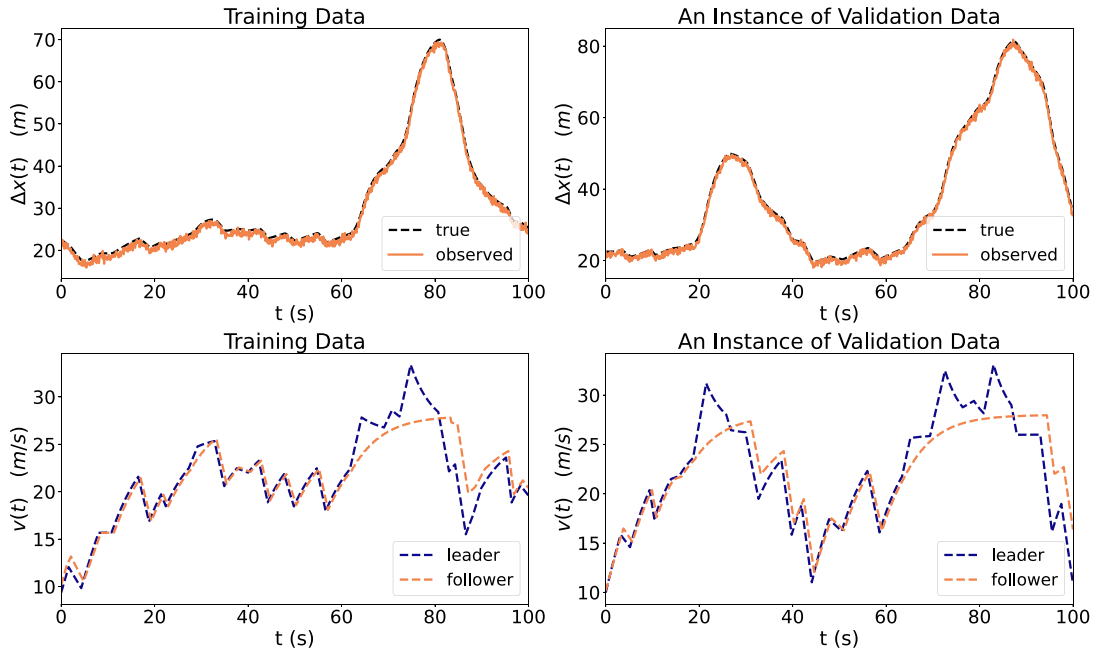 Training Data
An Instance of Validation Data
70
60
50
40
30
20
Δx(t) (m)
true
observed
0 20 40 60 80 100
t (s)
80
60
40
20
Δx(t) (m)
true
observed
0 20 40 60 80 100
t (s)
Training Data
An Instance of Validation Data
30
25
20
15
10
v(t) (m/s)
leader
follower
0 20 40 60 80 100
t (s)
30
25
20
15
10
v(t) (m/s)
leader
follower
0 20 40 60 80 100
t (s)